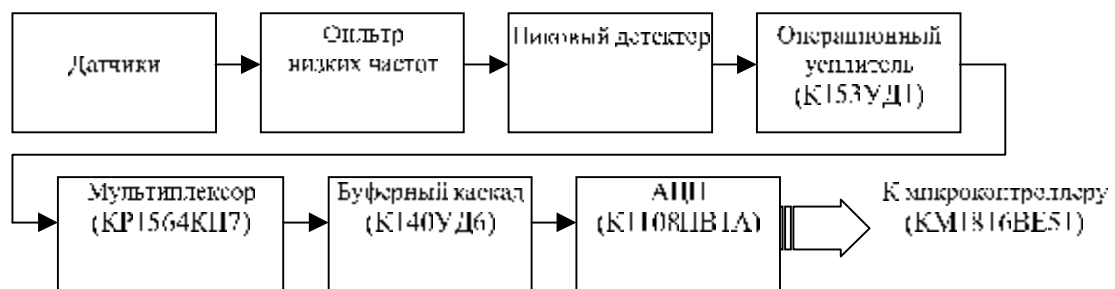 Датчики
Фильтр
низких частот
Пиковый детектор
Операционный
усилитель
(К153УД1)
Мультиплексор
(КР1564КП7)
Буферный каскад
(К140УД6)
АЦП
(К1108ПВ1А)
К микроконтроллеру
(КМ1816ВЕ51)